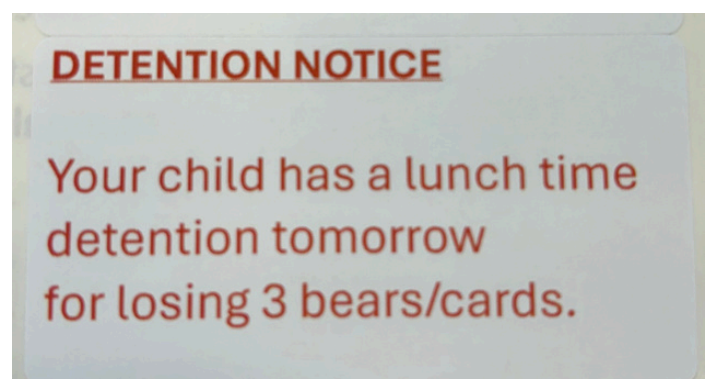 DETENTION NOTICE
Your child has a lunch time
detention tomorrow
for losing 3 bears/cards.